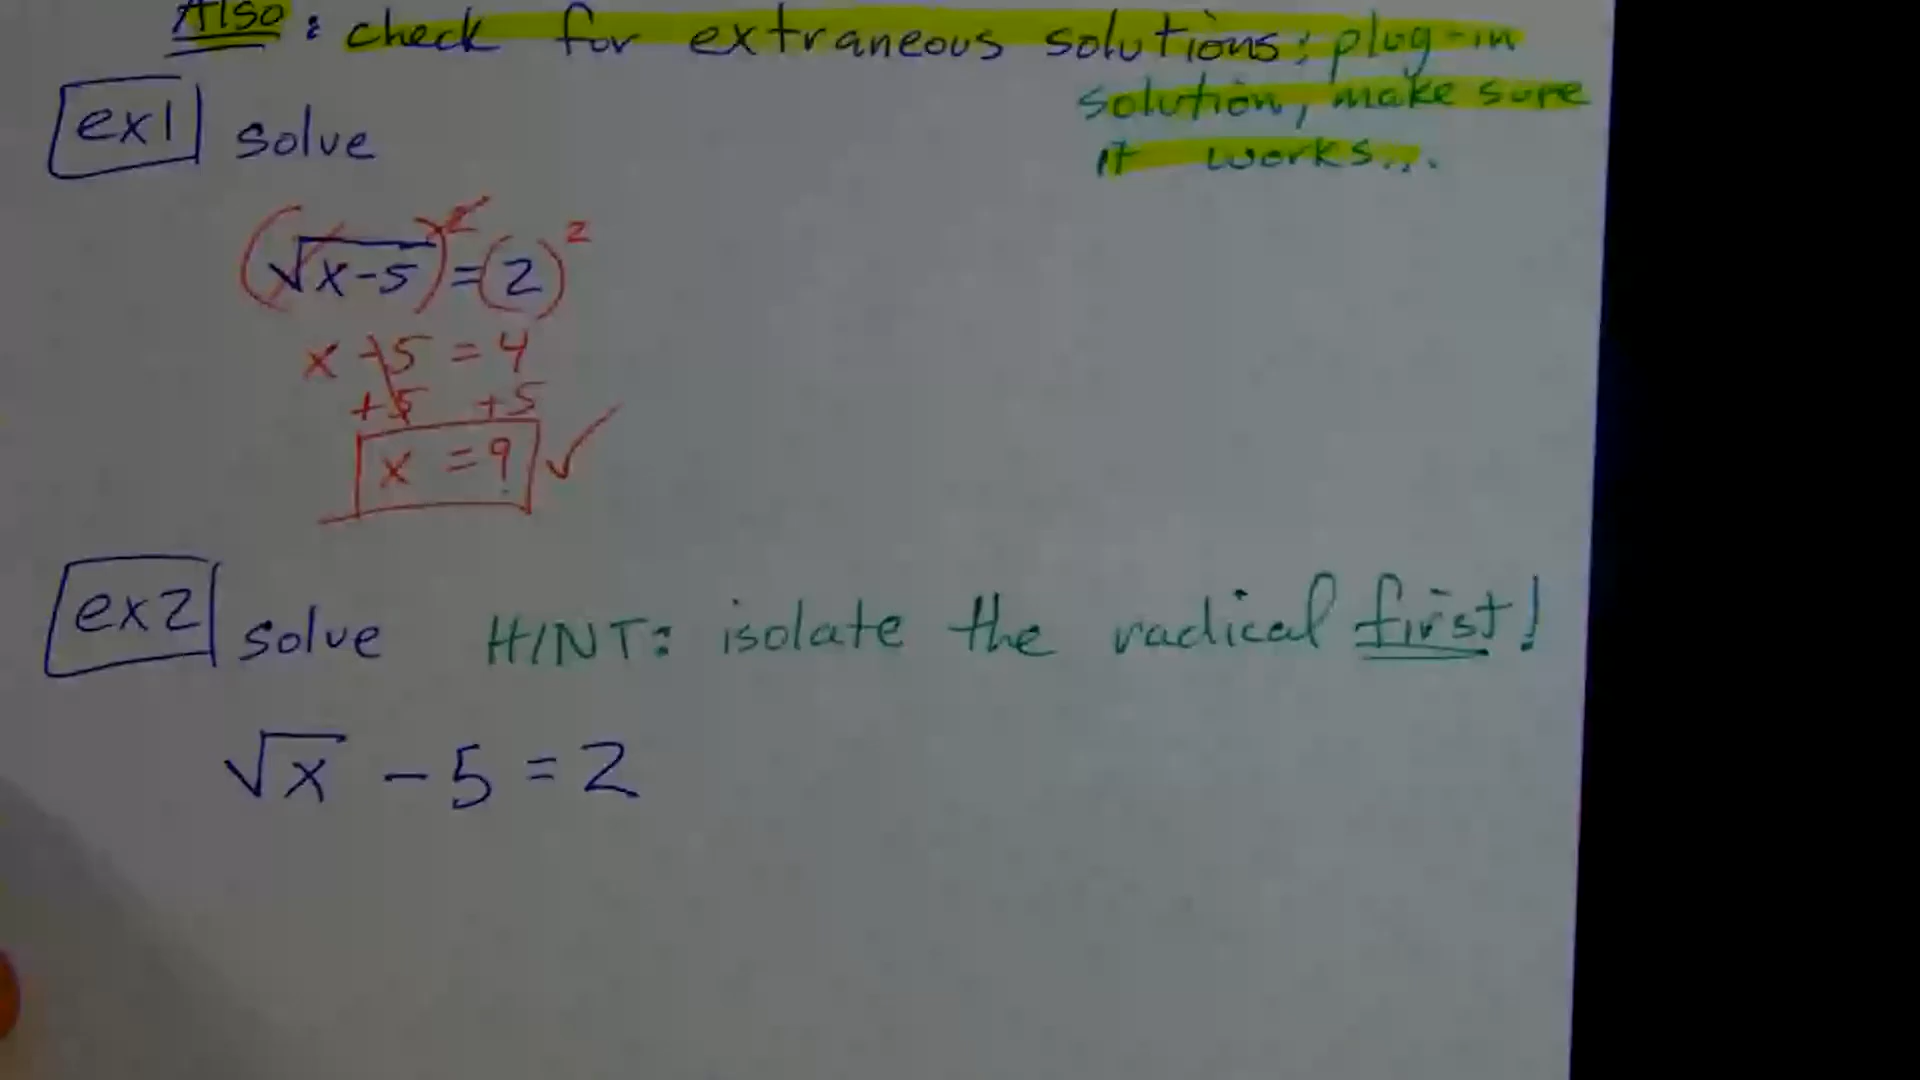 Also: check for extraneous solutions: plug-in
solution, make sure
it works...
ex1 solve
(√x-5)² = (2)²
x - 5 = 4
+5 +5
x = 9 ✓
ex2 solve HINT: isolate the radical first!
√x - 5 = 2